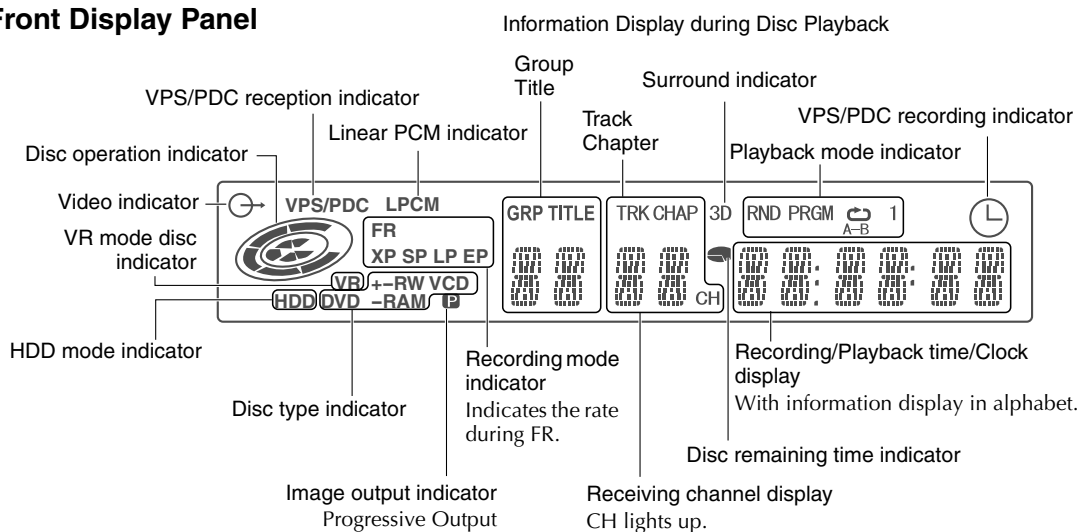 Front Display Panel
Information Display during Disc Playback
Group
Title
Surround indicator
VPS/PDC reception indicator
Track
Chapter
VPS/PDC recording indicator
Linear PCM indicator
Playback mode indicator
Disc operation indicator
Video indicator
VR mode disc
indicator
HDD mode indicator
VPS/PDC LPCM
FR
XP SP LP EP
VR +-RW VCD
HDD DVD -RAM P
GRP TITLE
TRK CHAP
3D
RND PRGM 1
A-B
CH
Disc type indicator
Recording mode
indicator
Indicates the rate
during FR.
Recording/Playback time/Clock
display
With information display in alphabet.
Disc remaining time indicator
Image output indicator
Progressive Output
Receiving channel display
CH lights up.